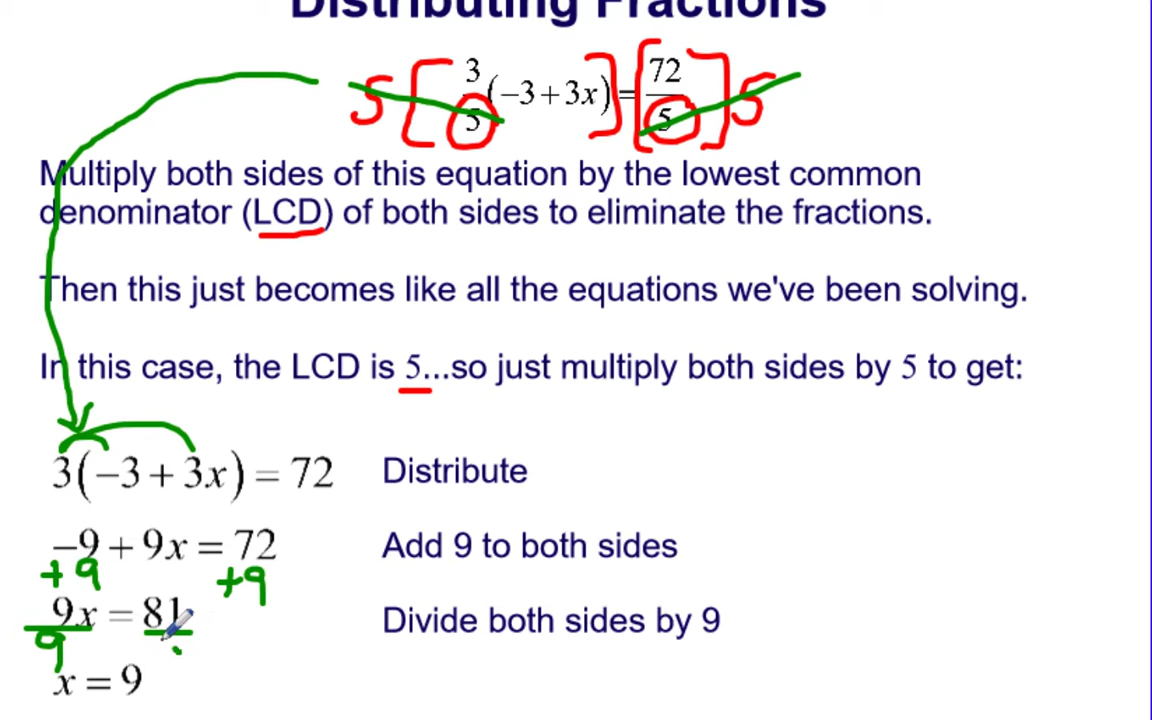 Distributing Fractions
5 [ 3/5 (−3 + 3x) ] = [ 72/5 ] 5
Multiply both sides of this equation by the lowest common
denominator (LCD) of both sides to eliminate the fractions.
Then this just becomes like all the equations we've been solving.
In this case, the LCD is 5...so just multiply both sides by 5 to get:
3(−3 + 3x) = 72 Distribute
−9 + 9x = 72 Add 9 to both sides
+9 +9
9x = 81 Divide both sides by 9
9
x = 9